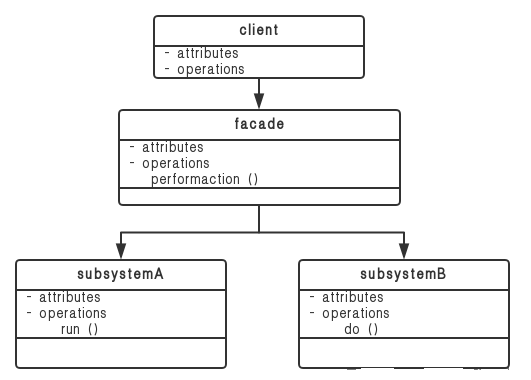 client
- attributes
- operations
facade
- attributes
- operations
performaction ()
subsystemA
- attributes
- operations
run ()
subsystemB
- attributes
- operations
do ()